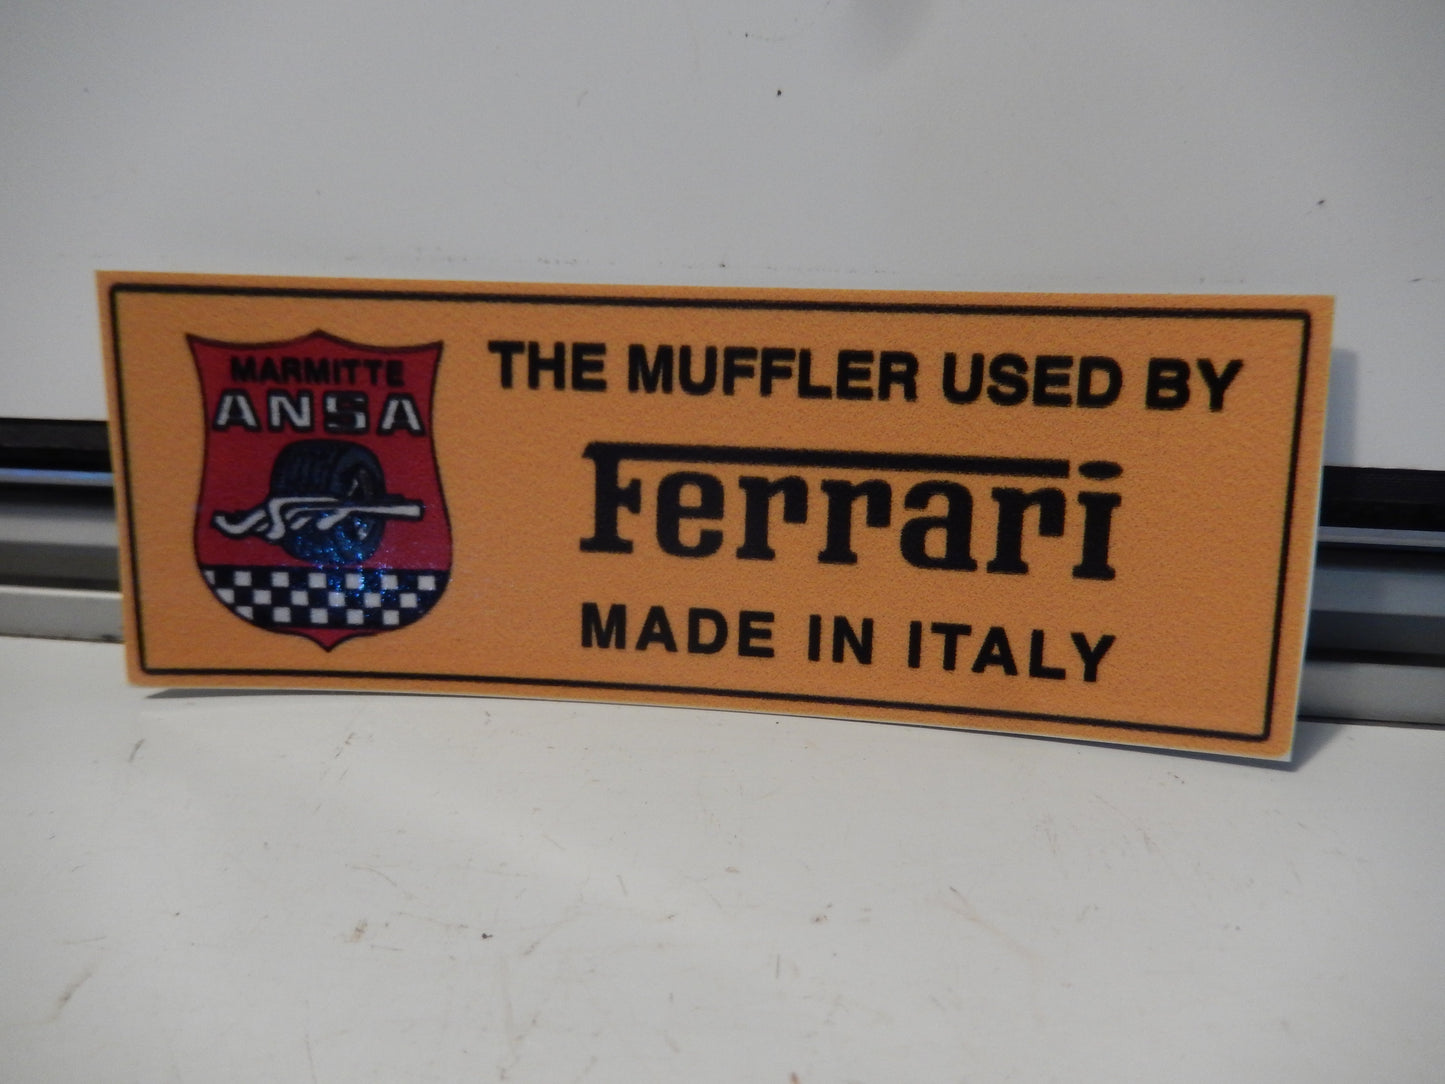 MARMITTE
ANSA
THE MUFFLER USED BY
Ferrari
MADE IN ITALY